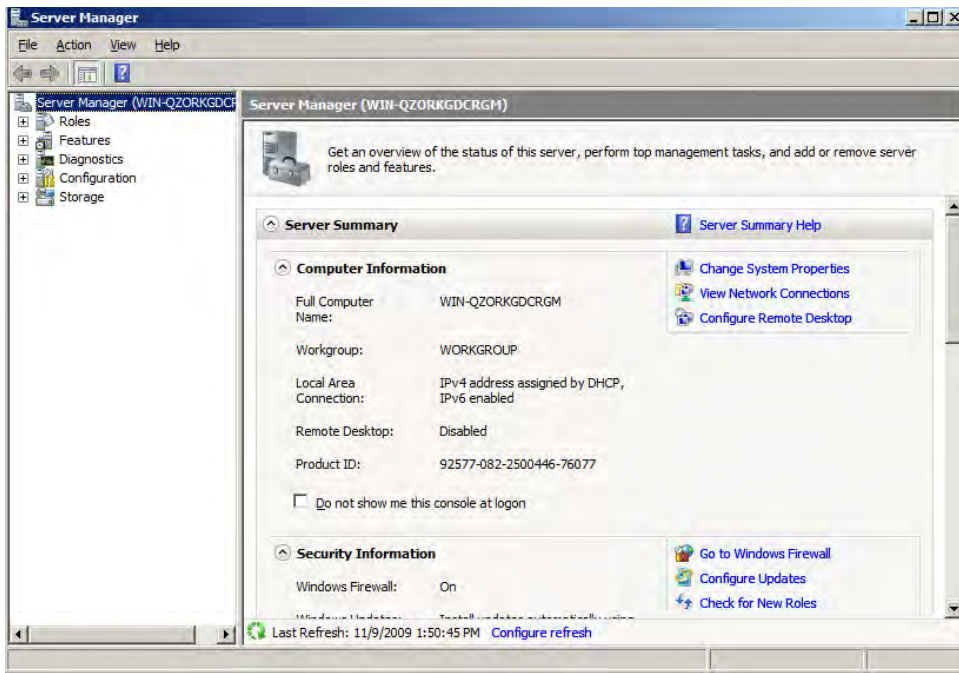 Server Manager
File Action View Help
Server Manager (WIN-QZORKGDCR
Roles
Features
Diagnostics
Configuration
Storage
Server Manager (WIN-QZORKGDCRGM)
Get an overview of the status of this server, perform top management tasks, and add or remove server
roles and features.
Server Summary
Server Summary Help
Computer Information
Change System Properties
View Network Connections
Configure Remote Desktop
Full Computer
Name:
WIN-QZORKGDCRGM
Workgroup:
WORKGROUP
Local Area
Connection:
IPv4 address assigned by DHCP,
IPv6 enabled
Remote Desktop:
Disabled
Product ID:
92577-082-2500446-76077
Do not show me this console at logon
Security Information
Go to Windows Firewall
Configure Updates
Check for New Roles
Windows Firewall:
On
Windows Updates:
Install updates automatically using
Last Refresh: 11/9/2009 1:50:45 PM Configure refresh